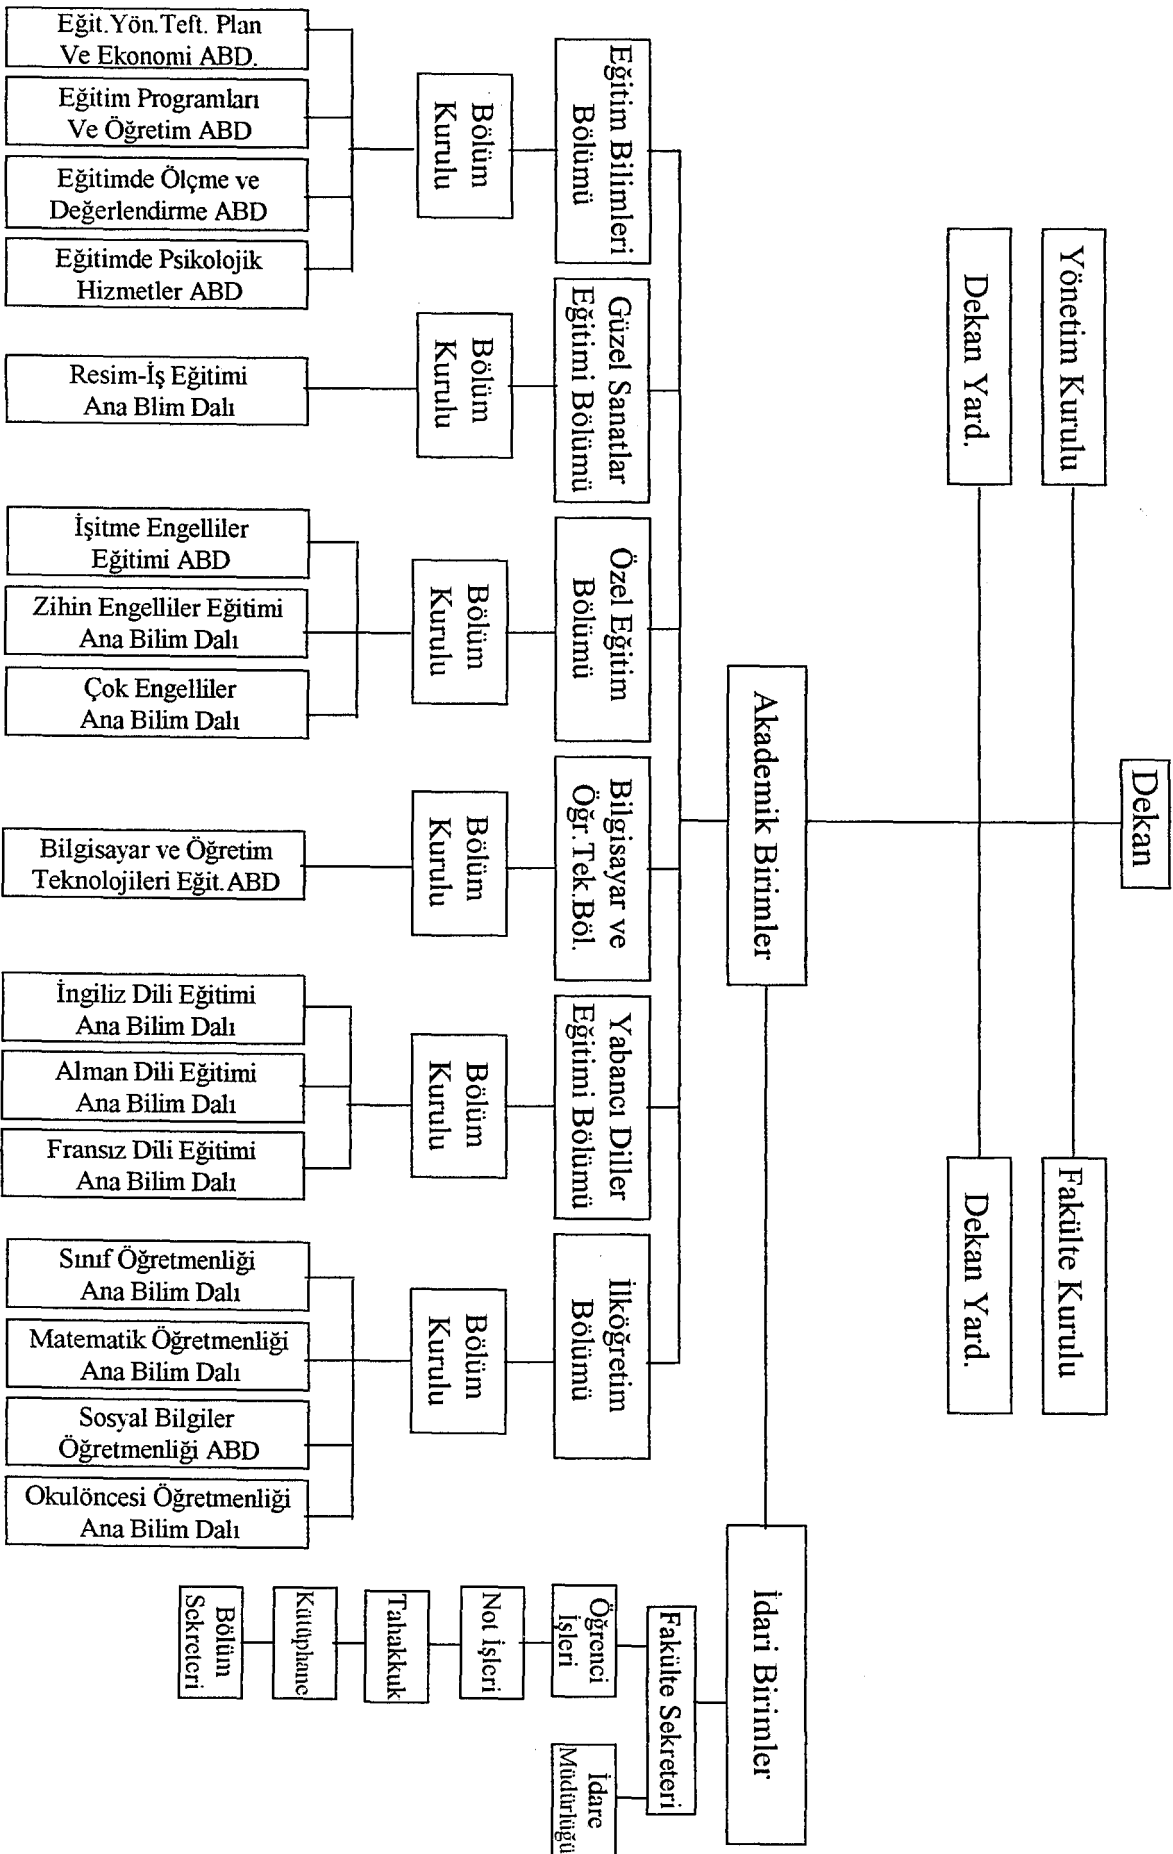 Dekan
Yönetim Kurulu
Fakülte Kurulu
Dekan Yard.
Dekan Yard.
Akademik Birimler
İdari Birimler
Eğitim Bilimleri
Bölümü
Güzel Sanatlar
Eğitimi Bölümü
Özel Eğitim
Bölümü
Bilgisayar ve
Öğr.Tek.Böl.
Yabancı Diller
Eğitimi Bölümü
İlköğretim
Bölümü
Bölüm
Kurulu
Bölüm
Kurulu
Bölüm
Kurulu
Bölüm
Kurulu
Bölüm
Kurulu
Bölüm
Kurulu
Eğit.Yön.Teft. Plan
Ve Ekonomi ABD.
Eğitim Programları
Ve Öğretim ABD
Eğitimde Ölçme ve
Değerlendirme ABD
Eğitimde Psikolojik
Hizmetler ABD
Resim-İş Eğitimi
Ana Blim Dalı
İşitme Engelliler
Eğitimi ABD
Zihin Engelliler Eğitimi
Ana Bilim Dalı
Çok Engelliler
Ana Bilim Dalı
Bilgisayar ve Öğretim
Teknolojileri Eğit.ABD
İngiliz Dili Eğitimi
Ana Bilim Dalı
Alman Dili Eğitimi
Ana Bilim Dalı
Fransız Dili Eğitimi
Ana Bilim Dalı
Sınıf Öğretmenliği
Ana Bilim Dalı
Matematik Öğretmenliği
Ana Bilim Dalı
Sosyal Bilgiler
Öğretmenliği ABD
Okulöncesi Öğretmenliği
Ana Bilim Dalı
Fakülte Sekreteri
Öğrenci
İşleri
Not İşleri
Tahakkuk
Kütüphane
Bölüm
Sekreteri
İdare
Müdürlüğü